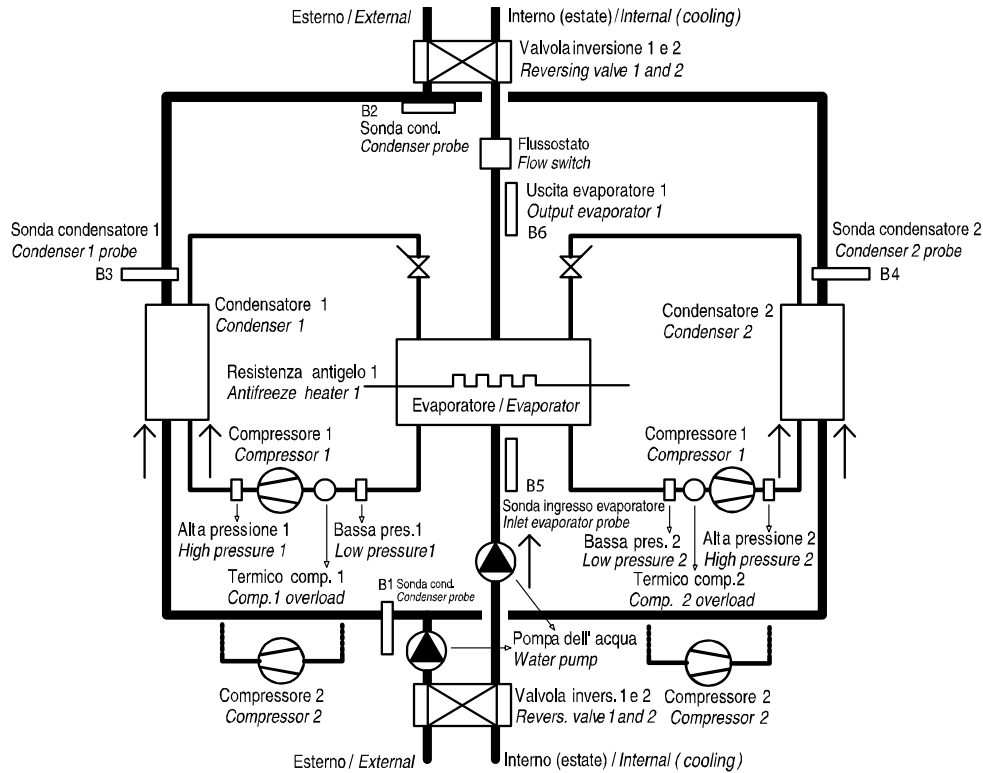 Esterno / External
Interno (estate) / Internal (cooling)
Valvola inversione 1 e 2
Reversing valve 1 and 2
B2
Sonda cond.
Condenser probe
Flussostato
Flow switch
Uscita evaporatore 1
Output evaporator 1
B6
Sonda condensatore 1
Condenser 1 probe
B3
Sonda condensatore 2
Condenser 2 probe
B4
Condensatore 1
Condenser 1
Condensatore 2
Condenser 2
Resistenza antigelo 1
Antifreeze heater 1
Evaporatore / Evaporator
Compressore 1
Compressor 1
Compressore 1
Compressor 1
B5
Sonda ingresso evaporatore
Inlet evaporator probe
Alta pressione 1
High pressure 1
Bassa pres.1
Low pressure1
Bassa pres. 2
Low pressure 2
Alta pressione 2
High pressure 2
Termico comp. 1
Comp.1 overload
Termico comp.2
Comp. 2 overload
B1 Sonda cond.
Condenser probe
Pompa dell' acqua
Water pump
Compressore 2
Compressor 2
Compressore 2
Compressor 2
Valvola invers. 1 e 2
Revers. valve 1 and 2
Esterno / External
Interno (estate) / Internal ( cooling)